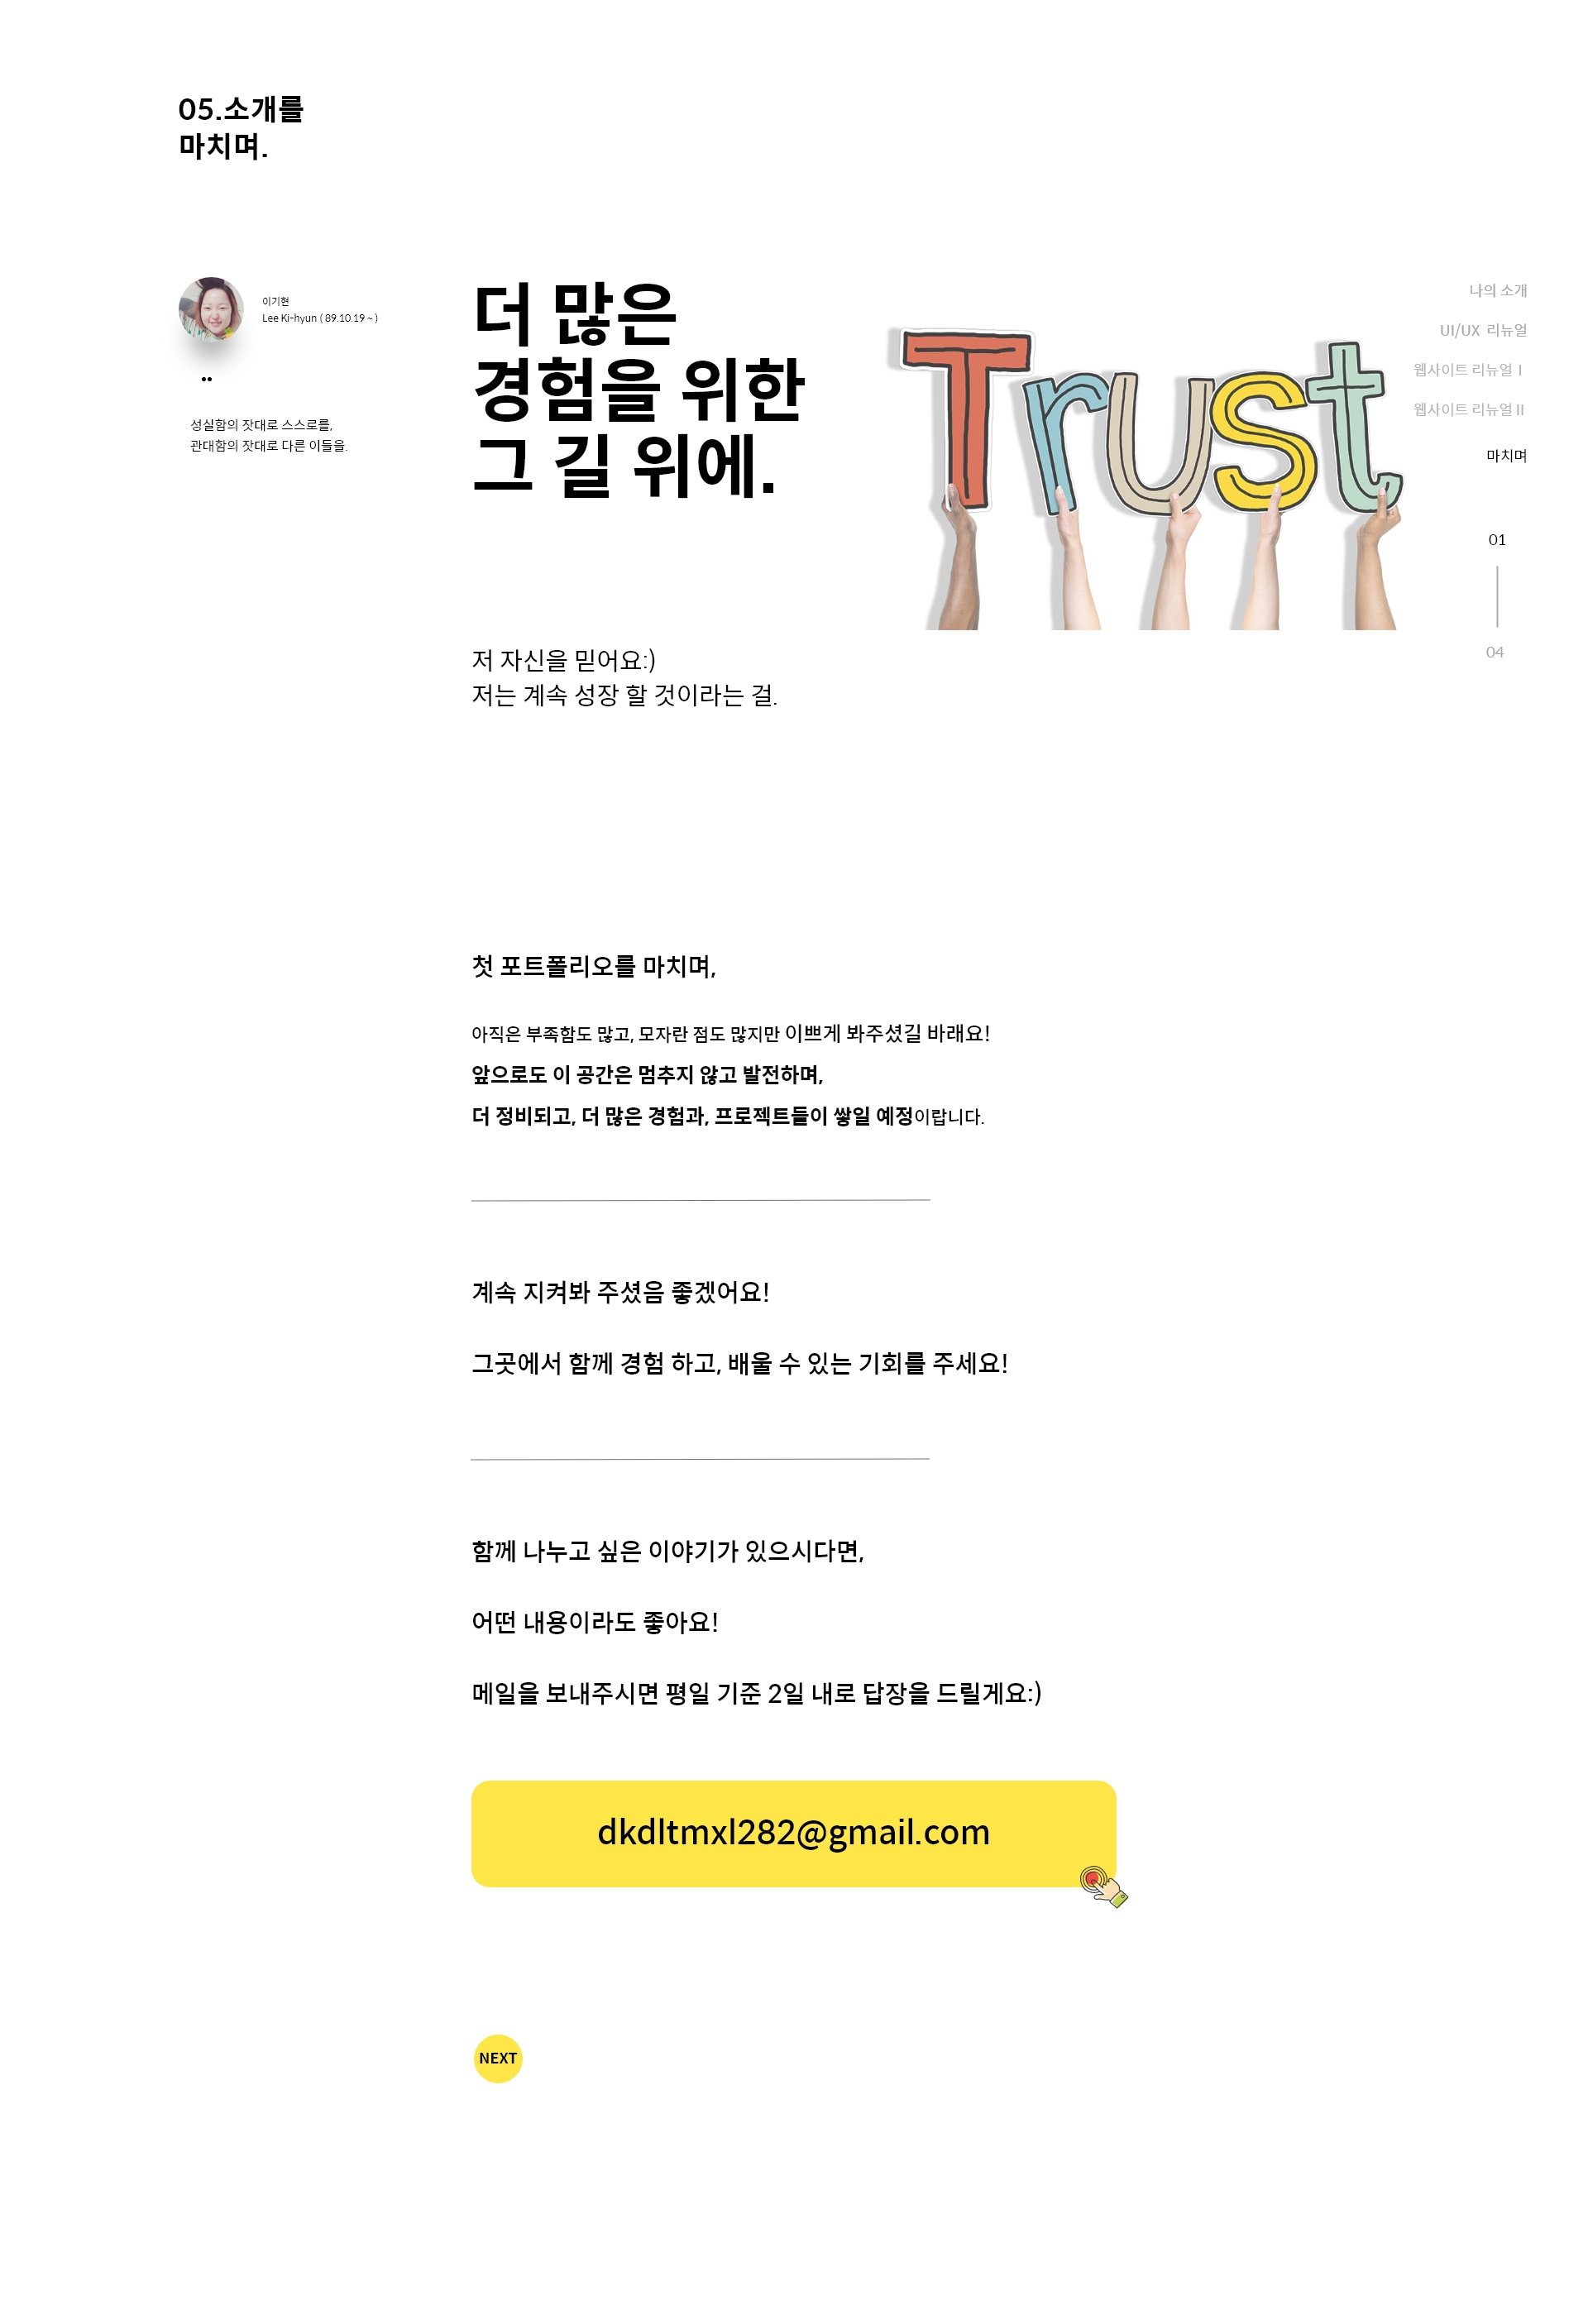 05.소개를
마치며.
이기현
Lee Ki-hyun ( 89.10.19 ~ )
성실함의 잣대로 스스로를,
관대함의 잣대로 다른 이들을.
더 많은
경험을 위한
그 길 위에.
Trust
나의 소개
UI/UX 리뉴얼
웹사이트 리뉴얼 I
웹사이트 리뉴얼 II
마치며
01
04
저 자신을 믿어요:)
저는 계속 성장 할 것이라는 걸.
첫 포트폴리오를 마치며,
아직은 부족함도 많고, 모자란 점도 많지만 이쁘게 봐주셨길 바래요!
앞으로도 이 공간은 멈추지 않고 발전하며,
더 정비되고, 더 많은 경험과, 프로젝트들이 쌓일 예정이랍니다.
계속 지켜봐 주셨음 좋겠어요!
그곳에서 함께 경험 하고, 배울 수 있는 기회를 주세요!
함께 나누고 싶은 이야기가 있으시다면,
어떤 내용이라도 좋아요!
메일을 보내주시면 평일 기준 2일 내로 답장을 드릴게요:)
dkdltmxl282@gmail.com
NEXT